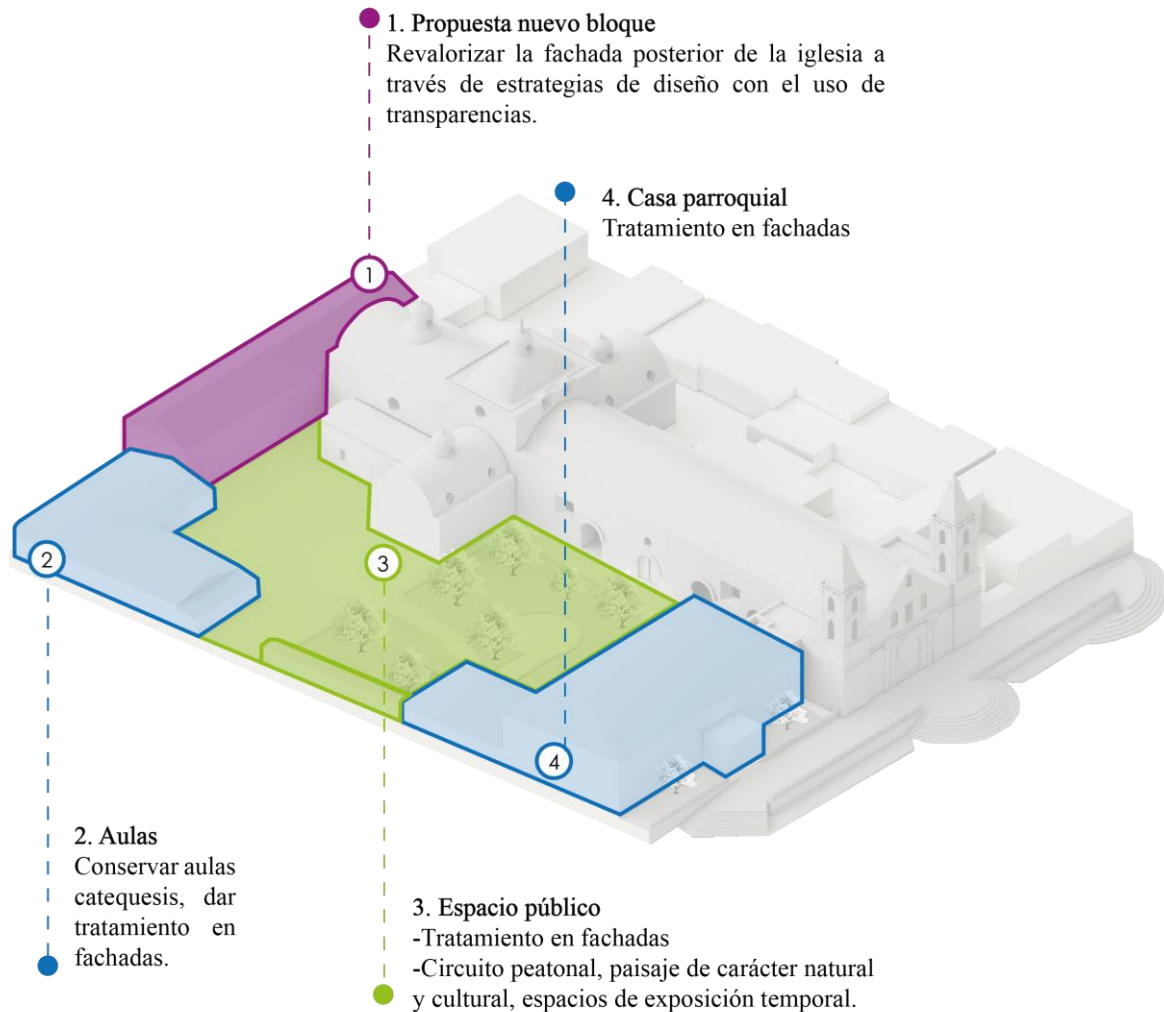 1. Propuesta nuevo bloque
Revalorizar la fachada posterior de la iglesia a
través de estrategias de diseño con el uso de
transparencias.
4. Casa parroquial
Tratamiento en fachadas
1
2
3
4
2. Aulas
Conservar aulas
catequesis, dar
tratamiento en
fachadas.
3. Espacio público
-Tratamiento en fachadas
-Circuito peatonal, paisaje de carácter natural
y cultural, espacios de exposición temporal.